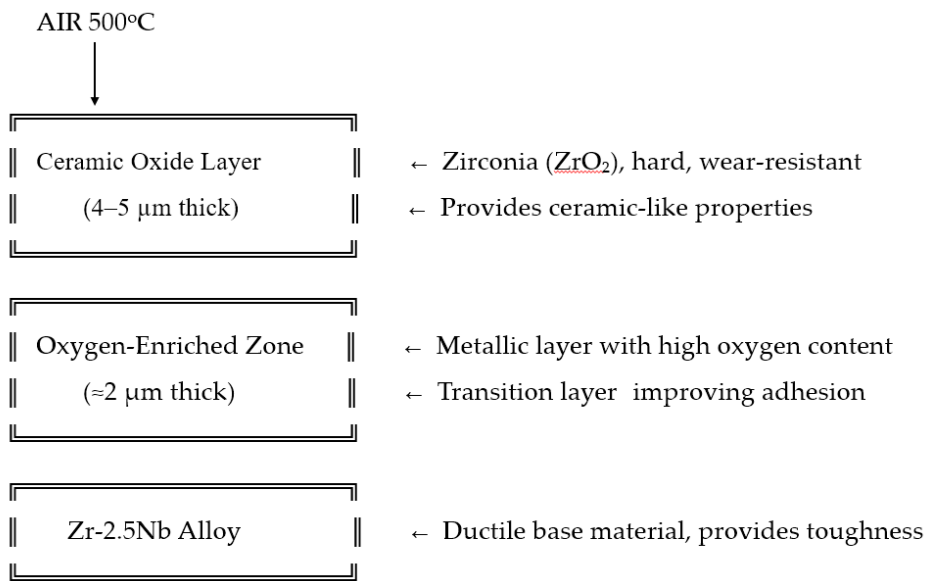 AIR 500ºC
Ceramic Oxide Layer ← Zirconia (ZrO₂), hard, wear-resistant
(4–5 μm thick) ← Provides ceramic-like properties
Oxygen-Enriched Zone ← Metallic layer with high oxygen content
(≈2 μm thick) ← Transition layer improving adhesion
Zr-2.5Nb Alloy ← Ductile base material, provides toughness